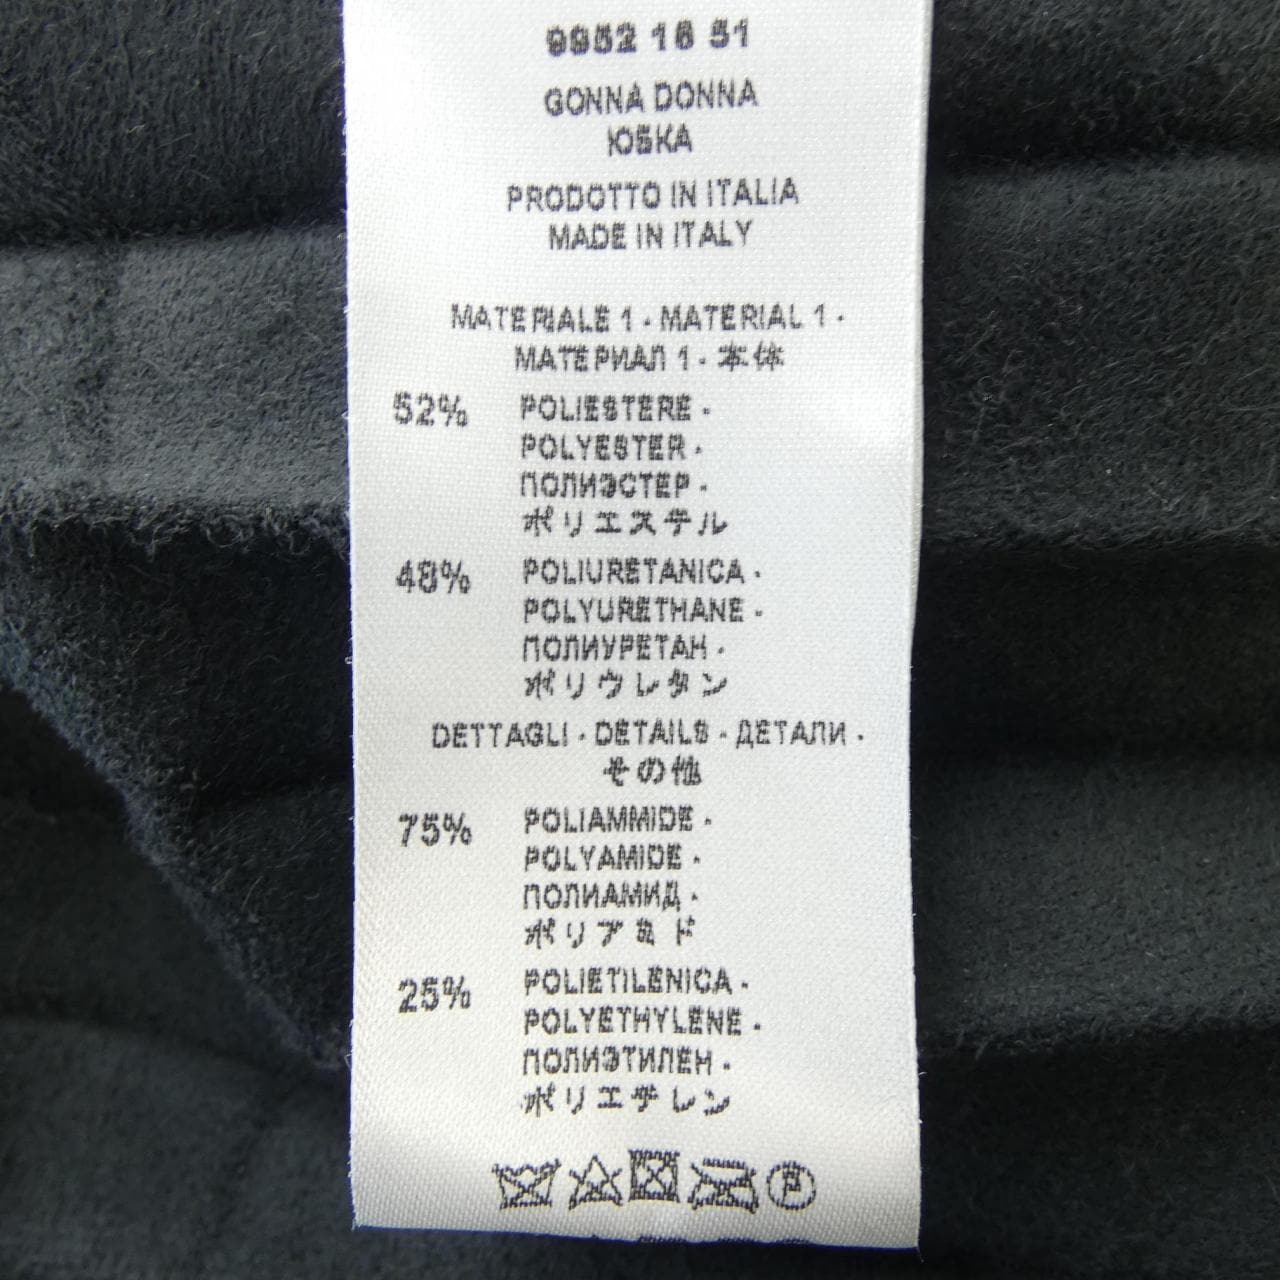 9952 16 51
GONNA DONNA
ЮБКА
PRODOTTO IN ITALIA
MADE IN ITALY
MATERIALE 1 - MATERIAL 1 -
МАТЕРИАЛ 1 - 本体
52% POLIESTERE -
POLYESTER -
ПОЛИЭСТЕР -
ポリエステル
48% POLIURETANICA -
POLYURETHANE -
ПОЛИУРЕТАН -
ポリウレタン
DETTAGLI - DETAILS - ДЕТАЛИ -
その他
75% POLIAMMIDE -
POLYAMIDE -
ПОЛИАМИД -
ポリアミド
25% POLIETILENICA -
POLYETHYLENE -
ПОЛИЭТИЛЕН -
ポリエチレン
P